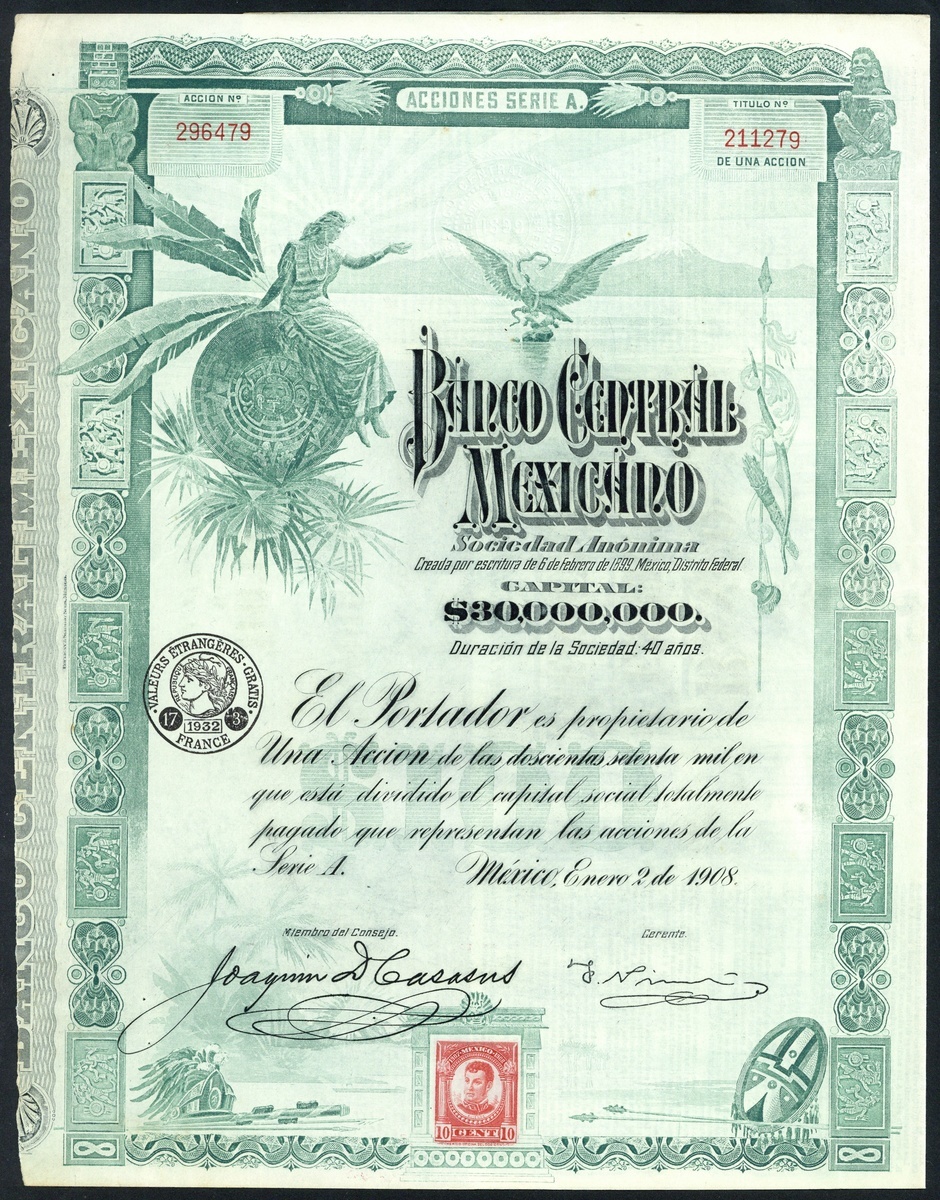 ACCIONES SERIE A.
ACCION Nº
296479
TITULO Nº
211279
DE UNA ACCION
BANCO CENTRAL MEXICANO
Banco Central
Mexicano
Sociedad Anónima
Creada por escritura de 6 de febrero de 1899. México, Distrito Federal
CAPITAL:
$30,000,000.
Duración de la Sociedad: 40 años.
VALEURS ÉTRANGÈRES · GRATIS
17 1932 3
FRANCE
El Portador es propietario de
Una Accion de las doscientas setenta mil en
que está dividido el capital social totalmente
pagado que representan las acciones de la
Serie A. México, Enero 2 de 1908.
Miembro del Consejo. Gerente.
Joaquin D Casasus
MEXICO
10 CENT 10